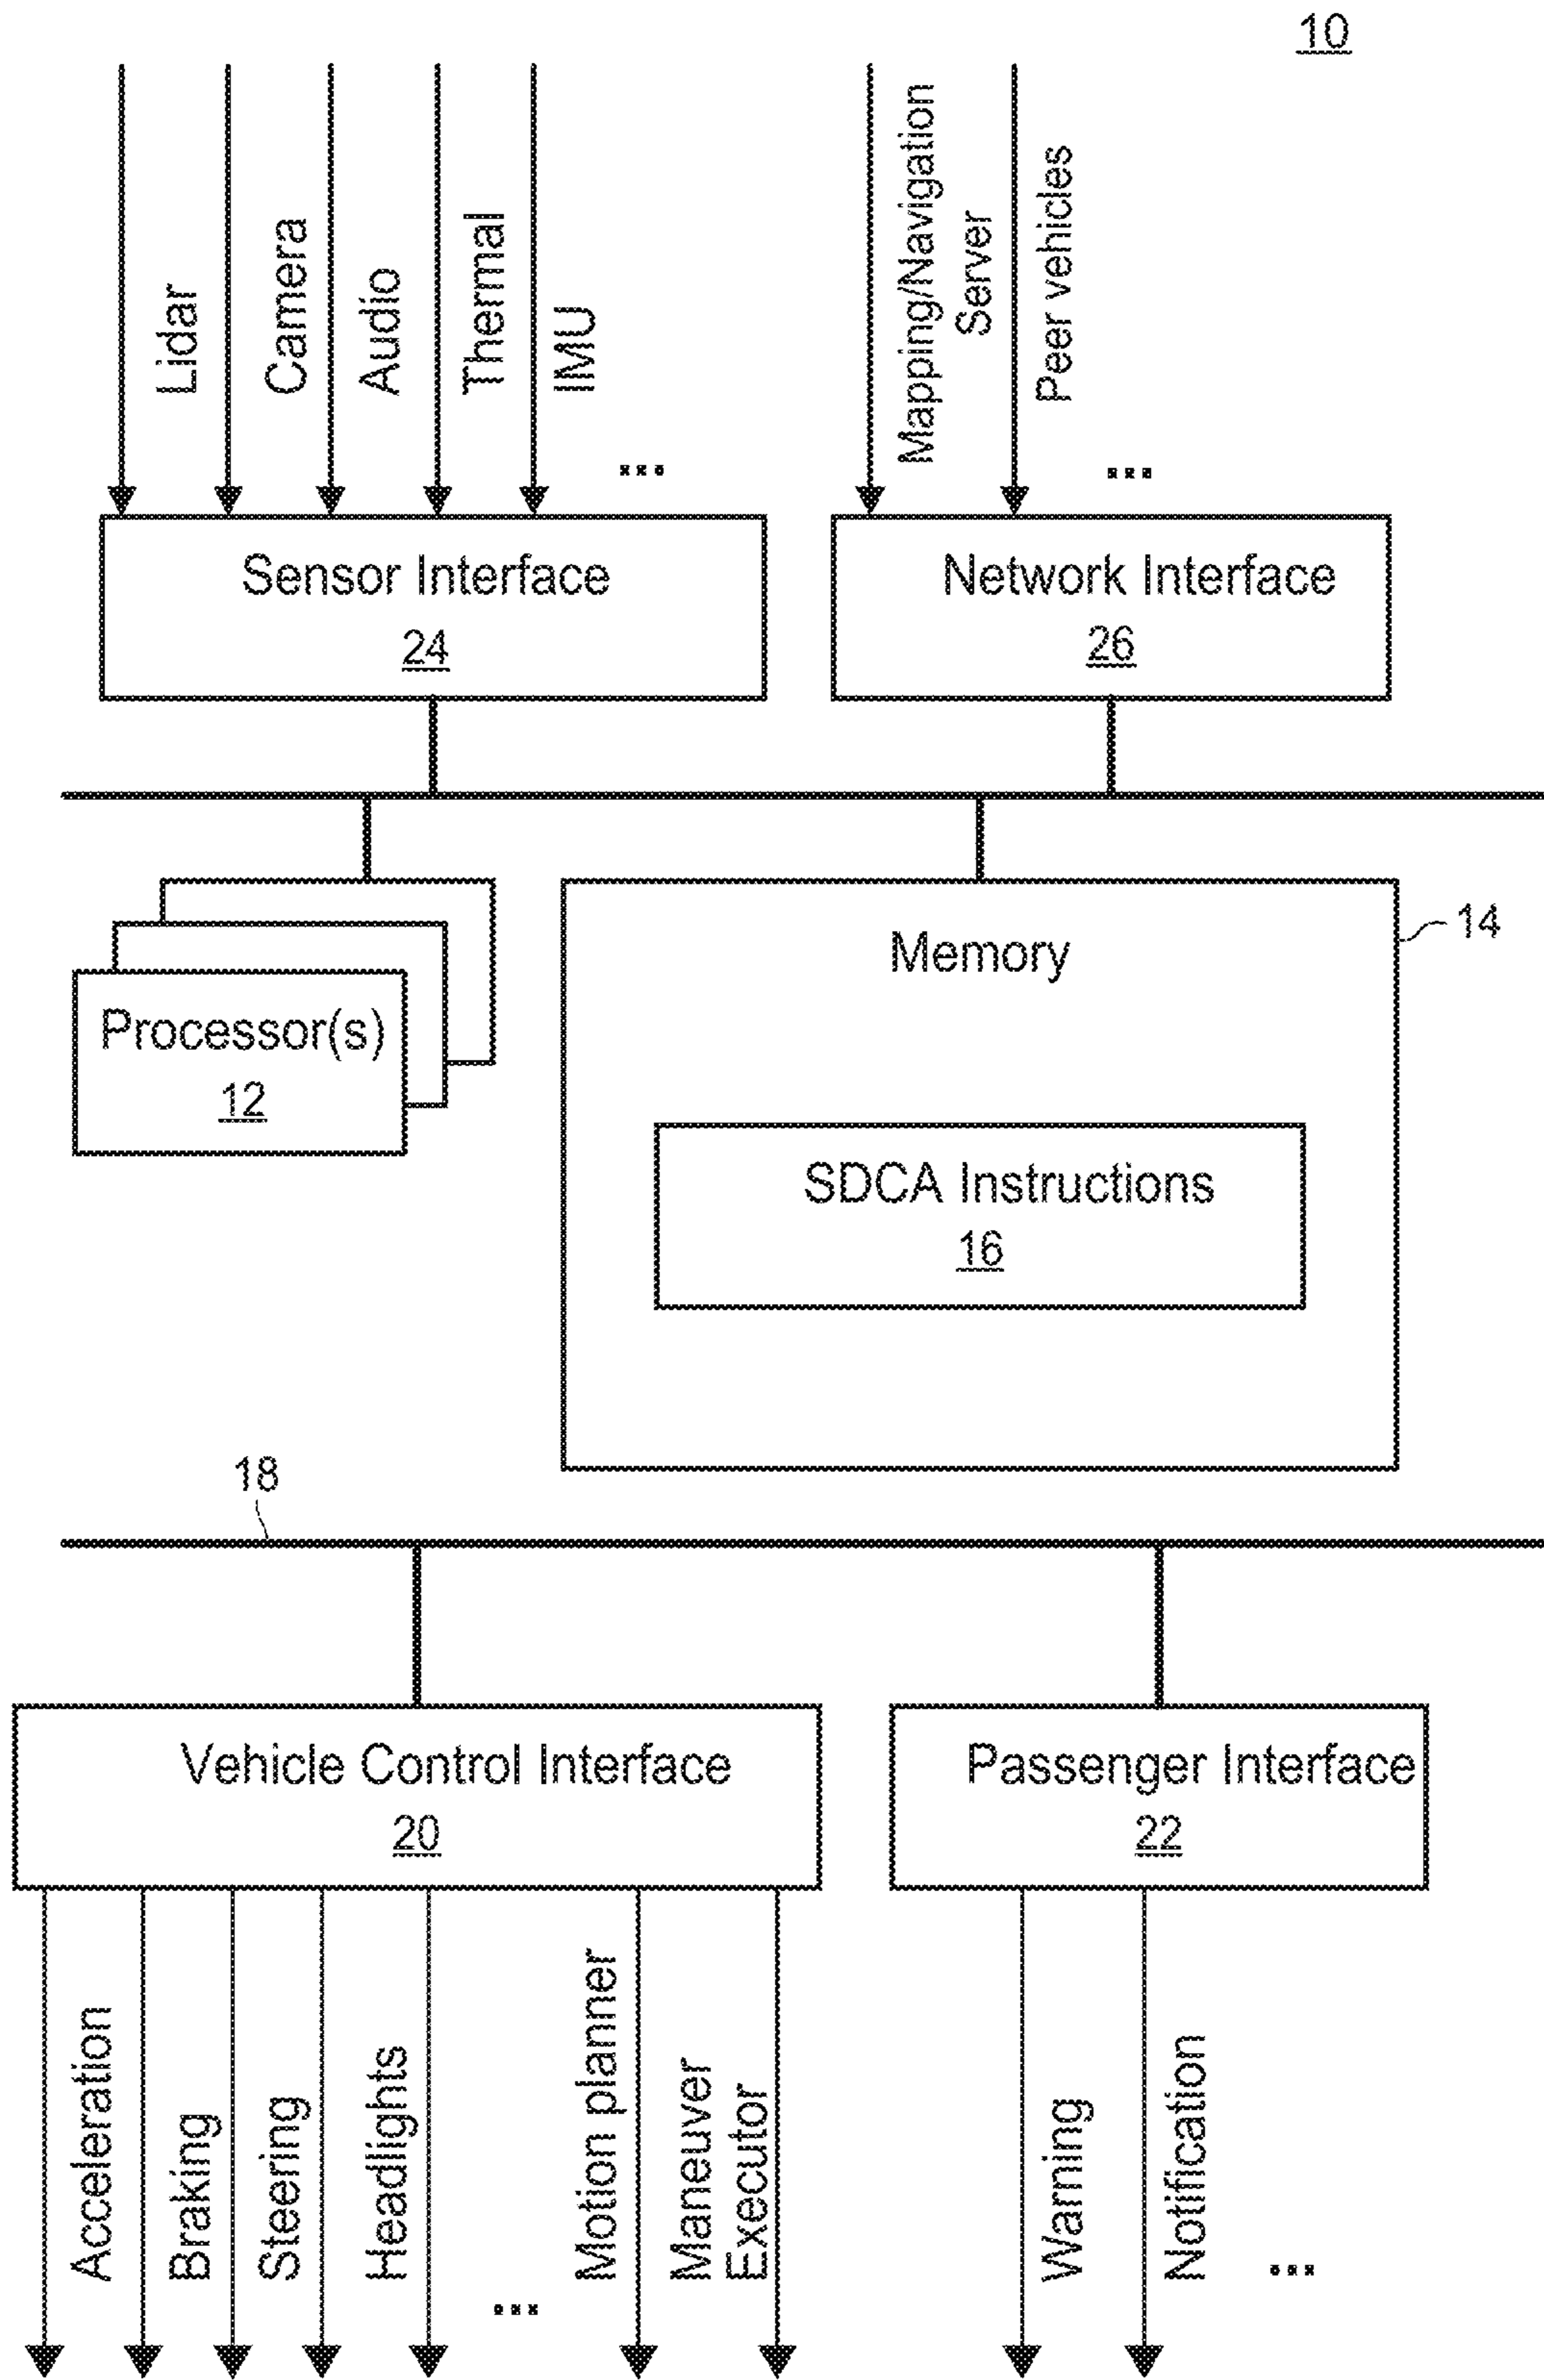 10
Lidar
Camera
Audio
Thermal
IMU
...
Mapping/Navigation
Server
Peer vehicles
...
Sensor Interface
24
Network Interface
26
Processor(s)
12
Memory
14
SDCA Instructions
16
18
Vehicle Control Interface
20
Passenger Interface
22
Acceleration
Braking
Steering
Headlights
...
Motion planner
Maneuver
Executor
Warning
Notification
...